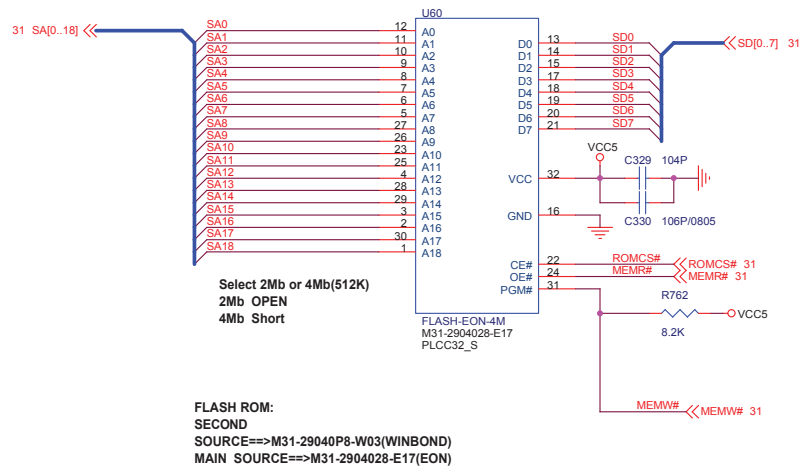 U60
31 SA[0..18]
SA0 12 A0
SA1 11 A1
SA2 10 A2
SA3 9 A3
SA4 8 A4
SA5 7 A5
SA6 6 A6
SA7 5 A7
SA8 27 A8
SA9 26 A9
SA10 23 A10
SA11 25 A11
SA12 4 A12
SA13 28 A13
SA14 29 A14
SA15 3 A15
SA16 2 A16
SA17 30 A17
SA18 1 A18
D0 13 SD0
D1 14 SD1
D2 15 SD2
D3 17 SD3
D4 18 SD4
D5 19 SD5
D6 20 SD6
D7 21 SD7
SD[0..7] 31
VCC5
C329 104P
VCC 32
C330 106P/0805
GND 16
CE# 22 ROMCS# ROMCS# 31
OE# 24 MEMR# MEMR# 31
PGM# 31
R762
VCC5
8.2K
MEMW# MEMW# 31
Select 2Mb or 4Mb(512K)
2Mb OPEN
4Mb Short
FLASH-EON-4M
M31-2904028-E17
PLCC32_S
FLASH ROM:
SECOND
SOURCE==>M31-29040P8-W03(WINBOND)
MAIN SOURCE==>M31-2904028-E17(EON)